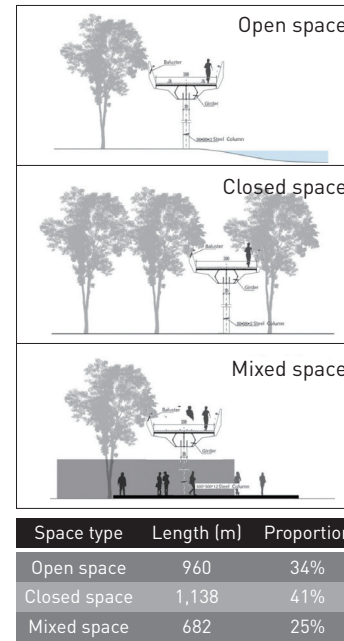 Open space
Baluster
Girder
Steel Column
Closed space
Baluster
200
Girder
Steel Column
Mixed space
Baluster
Girder
Steel Column
Space type Length (m) Proportion
Open space 960 34%
Closed space 1,138 41%
Mixed space 682 25%